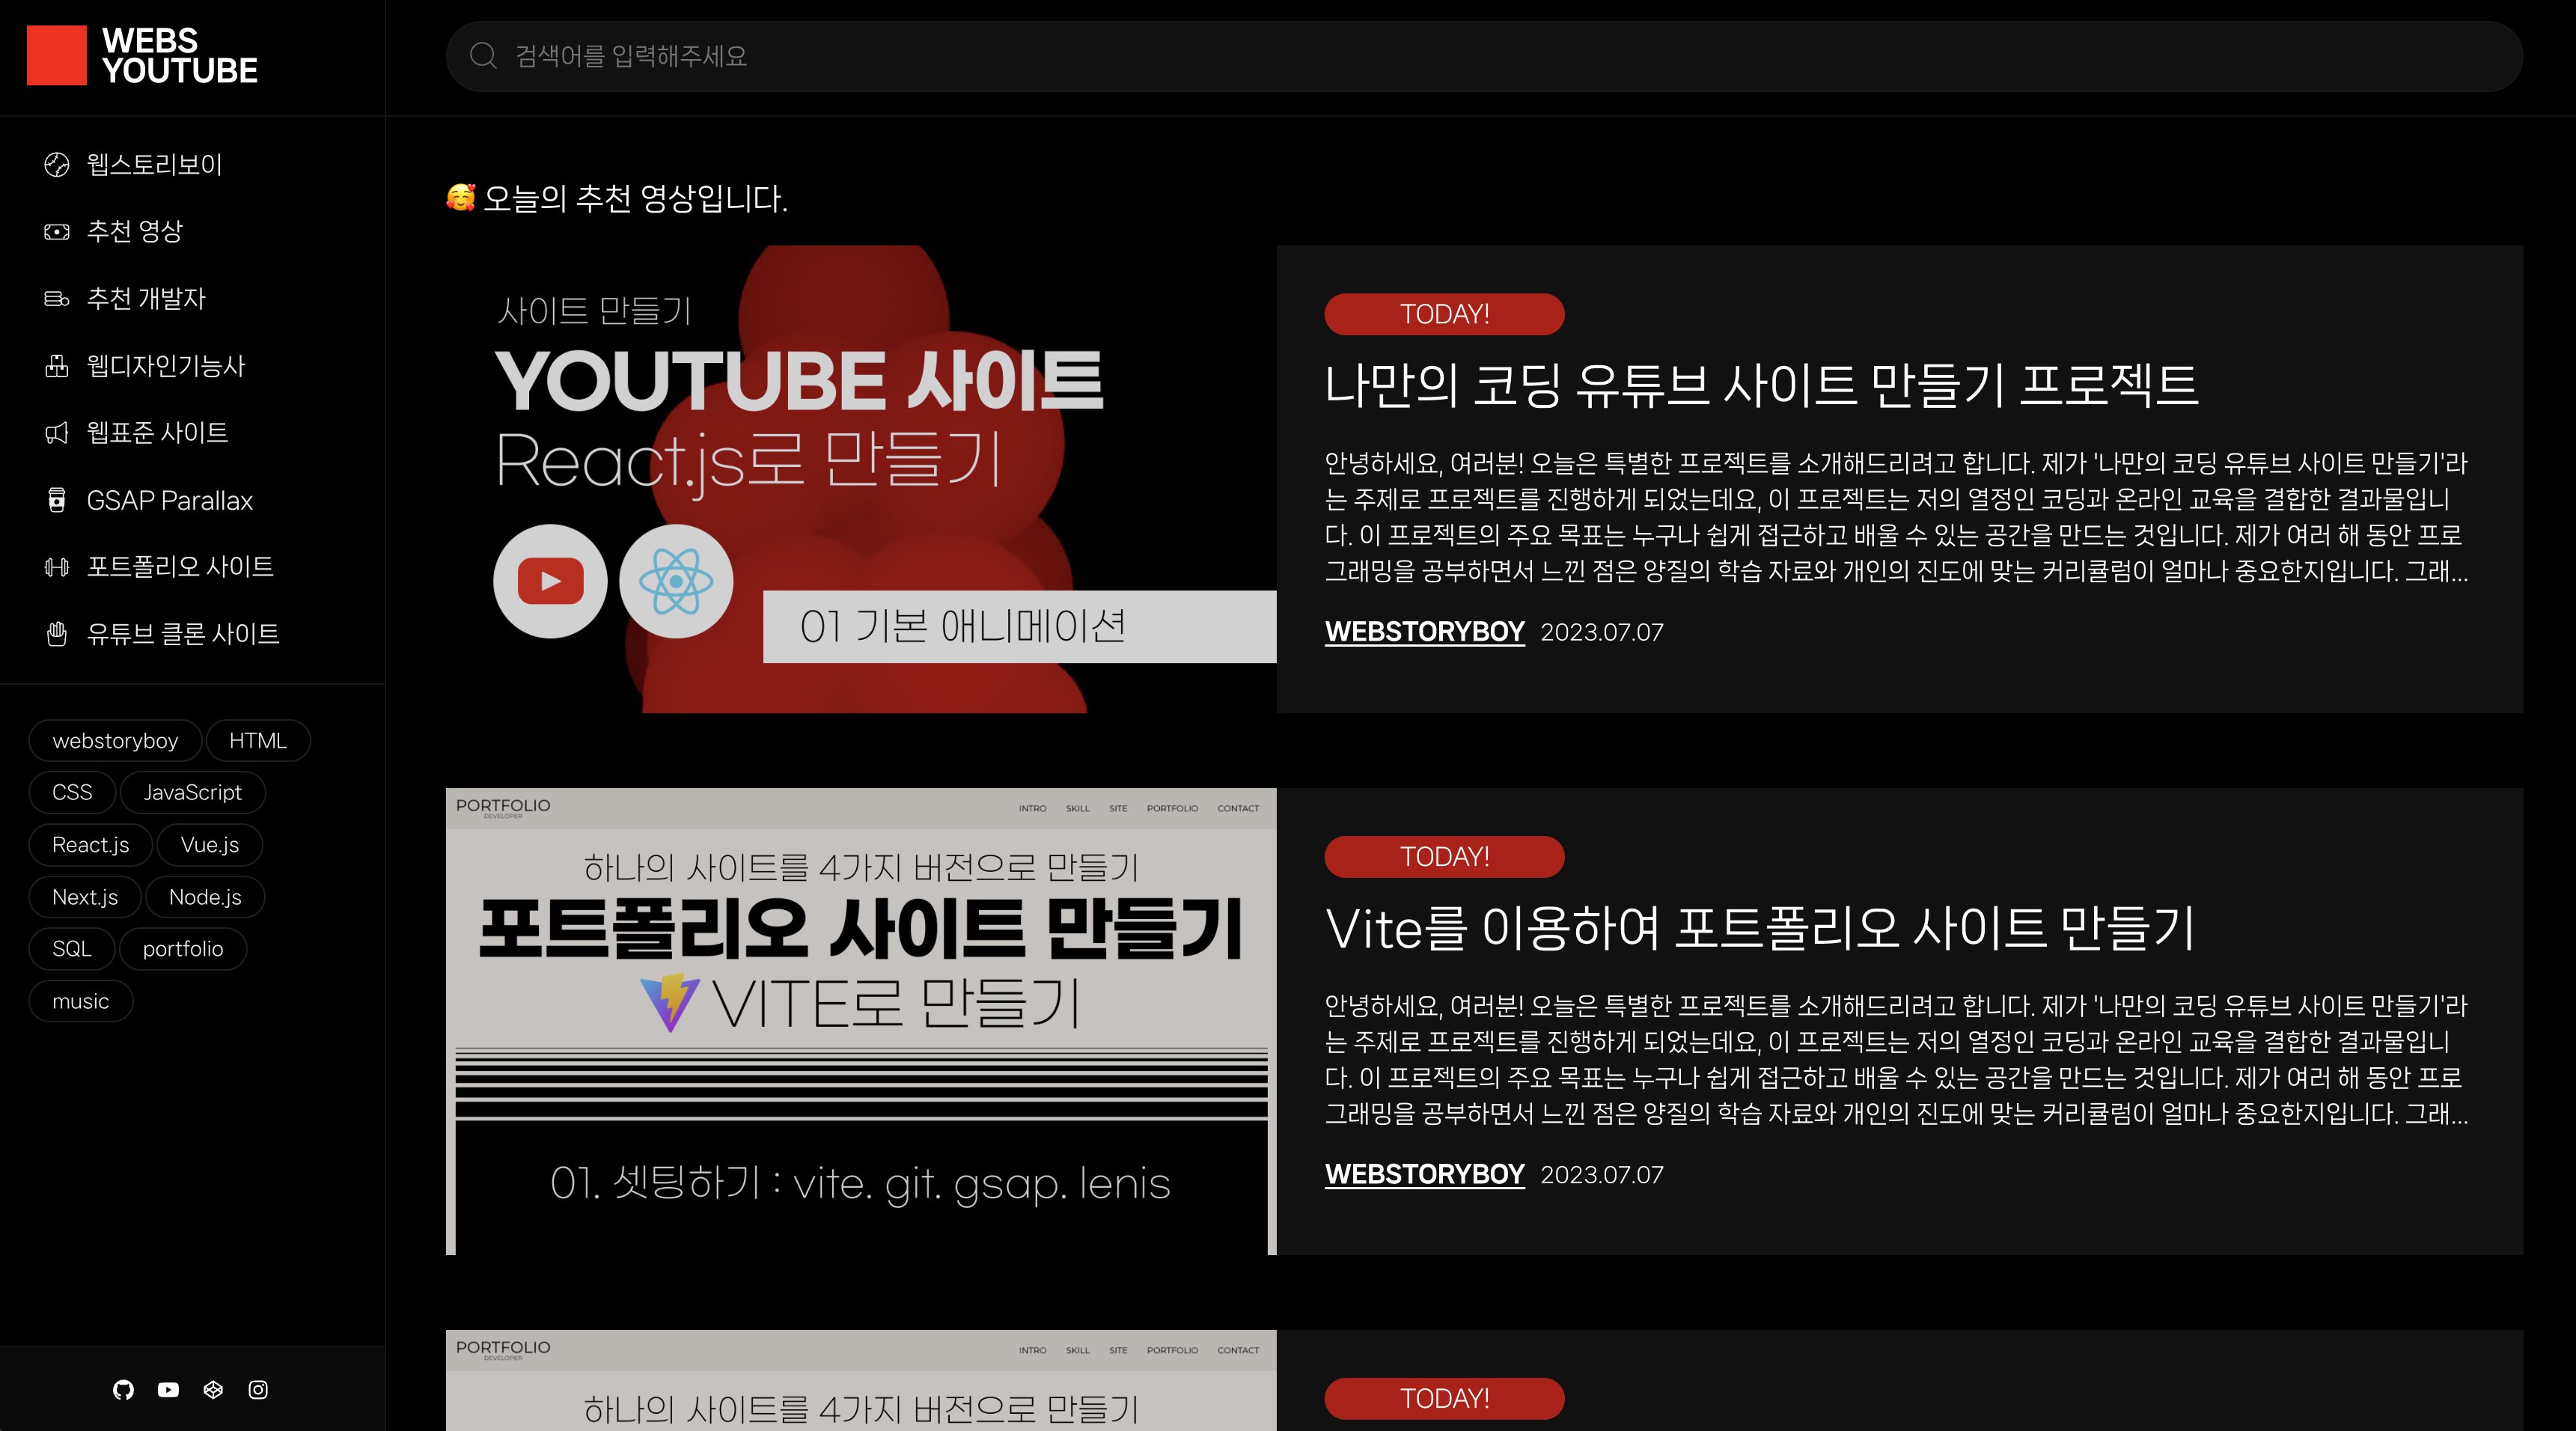 WEBS
YOUTUBE
검색어를 입력해주세요
웹스토리보이
추천 영상
추천 개발자
웹디자인기능사
웹표준 사이트
GSAP Parallax
포트폴리오 사이트
유튜브 클론 사이트
webstoryboy HTML
CSS JavaScript
React.js Vue.js
Next.js Node.js
SQL portfolio
music
🥰 오늘의 추천 영상입니다.
사이트 만들기
YOUTUBE 사이트
React.js로 만들기
01 기본 애니메이션
TODAY!
나만의 코딩 유튜브 사이트 만들기 프로젝트
안녕하세요, 여러분! 오늘은 특별한 프로젝트를 소개해드리려고 합니다. 제가 '나만의 코딩 유튜브 사이트 만들기'라
는 주제로 프로젝트를 진행하게 되었는데요, 이 프로젝트는 저의 열정인 코딩과 온라인 교육을 결합한 결과물입니
다. 이 프로젝트의 주요 목표는 누구나 쉽게 접근하고 배울 수 있는 공간을 만드는 것입니다. 제가 여러 해 동안 프로
그래밍을 공부하면서 느낀 점은 양질의 학습 자료와 개인의 진도에 맞는 커리큘럼이 얼마나 중요한지입니다. 그래...
WEBSTORYBOY 2023.07.07
PORTFOLIO
DEVELOPER
INTRO SKILL SITE PORTFOLIO CONTACT
하나의 사이트를 4가지 버전으로 만들기
포트폴리오 사이트 만들기
VITE로 만들기
01. 셋팅하기 : vite. git. gsap. lenis
TODAY!
Vite를 이용하여 포트폴리오 사이트 만들기
안녕하세요, 여러분! 오늘은 특별한 프로젝트를 소개해드리려고 합니다. 제가 '나만의 코딩 유튜브 사이트 만들기'라
는 주제로 프로젝트를 진행하게 되었는데요, 이 프로젝트는 저의 열정인 코딩과 온라인 교육을 결합한 결과물입니
다. 이 프로젝트의 주요 목표는 누구나 쉽게 접근하고 배울 수 있는 공간을 만드는 것입니다. 제가 여러 해 동안 프로
그래밍을 공부하면서 느낀 점은 양질의 학습 자료와 개인의 진도에 맞는 커리큘럼이 얼마나 중요한지입니다. 그래...
WEBSTORYBOY 2023.07.07
PORTFOLIO
DEVELOPER
INTRO SKILL SITE PORTFOLIO CONTACT
하나의 사이트를 4가지 버전으로 만들기
TODAY!